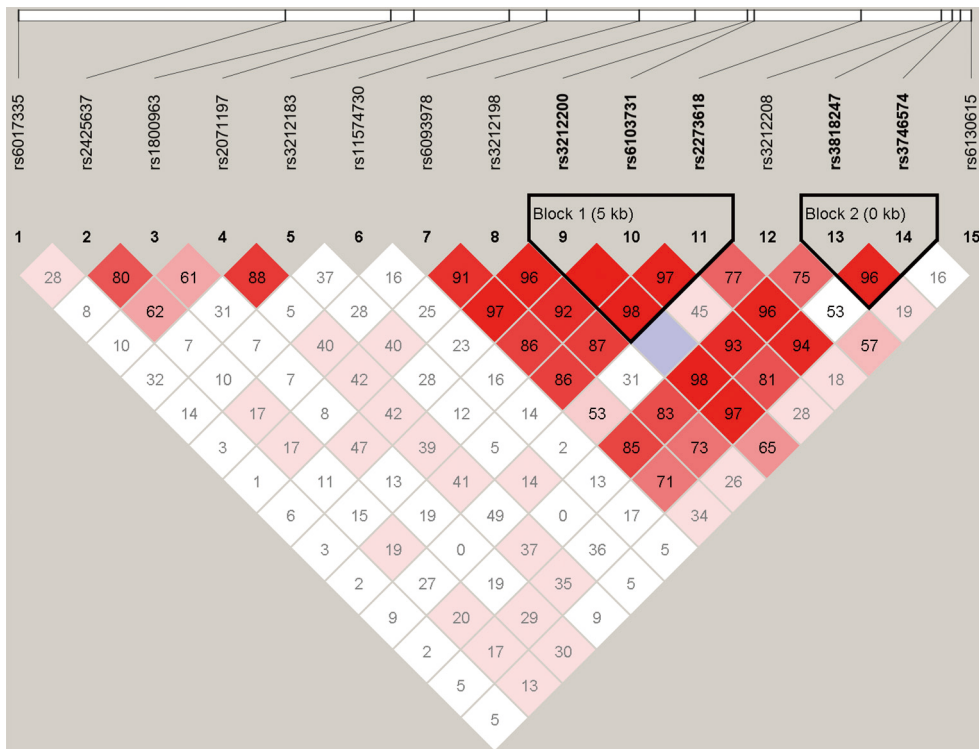 rs6017335
rs2425637
rs1800963
rs2071197
rs3212183
rs11574730
rs6093978
rs3212198
rs3212200
rs6103731
rs2273618
rs3212208
rs3818247
rs3746574
rs6130615
Block 1 (5 kb) Block 2 (0 kb)
1 2 3 4 5 6 7 8 9 10 11 12 13 14 15
28 80 61 88 37 16 91 96 97 77 75 96 16
8 62 31 5 28 25 97 92 98 45 96 53 19
10 7 7 40 40 23 86 87 93 94 57
32 10 7 42 28 16 86 31 98 81 18
14 17 8 42 12 14 53 83 97 28
3 17 47 39 5 2 85 73 65
1 11 13 41 14 13 71 26
6 15 19 49 0 17 34
3 19 0 37 36 5
2 27 19 35 5
9 20 29 9
2 17 30
5 13
5